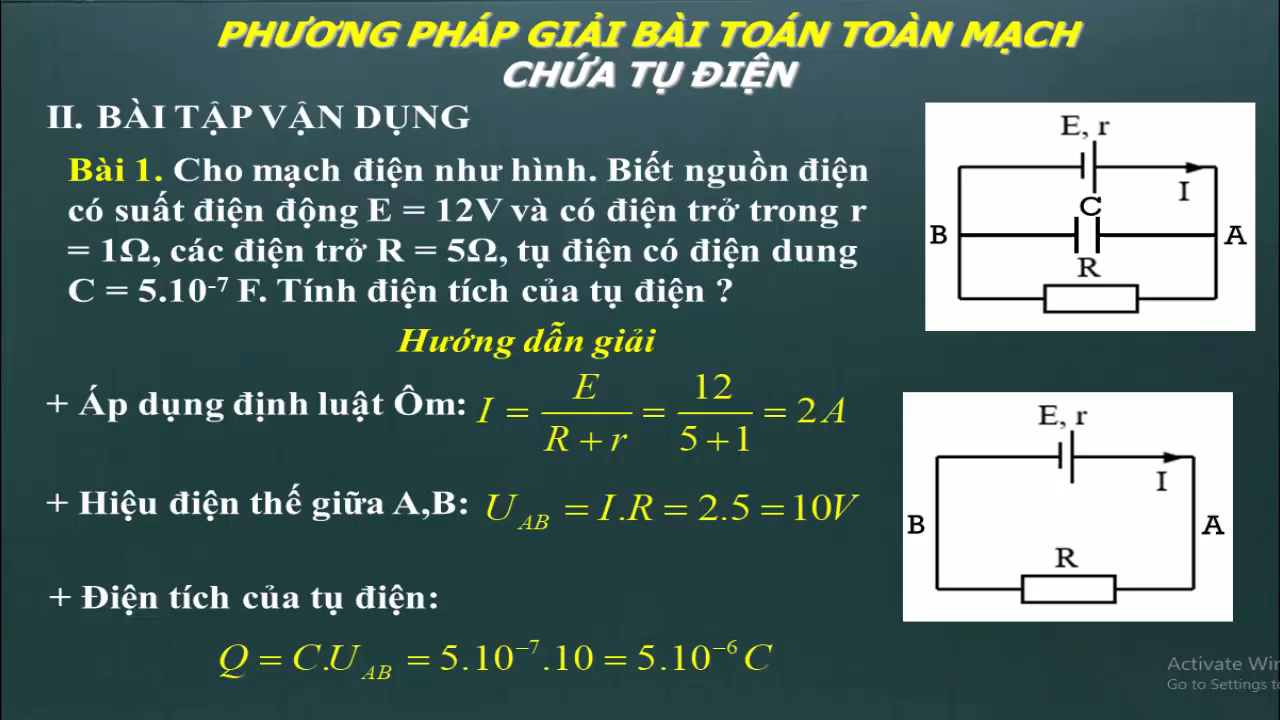 PHƯƠNG PHÁP GIẢI BÀI TOÁN TOÀN MẠCH
CHỨA TỤ ĐIỆN
II. BÀI TẬP VẬN DỤNG
Bài 1. Cho mạch điện như hình. Biết nguồn điện
có suất điện động E = 12V và có điện trở trong r
= 1Ω, các điện trở R = 5Ω, tụ điện có điện dung
C = 5.10⁻⁷ F. Tính điện tích của tụ điện ?
E, r
I
C
B
A
R
Hướng dẫn giải
+ Áp dụng định luật Ôm: I = E/(R + r) = 12/(5 + 1) = 2A
+ Hiệu điện thế giữa A,B: U_AB = I.R = 2.5 = 10V
+ Điện tích của tụ điện:
Q = C.U_AB = 5.10⁻⁷.10 = 5.10⁻⁶ C
E, r
I
B
A
R
Activate Win
Go to Settings t